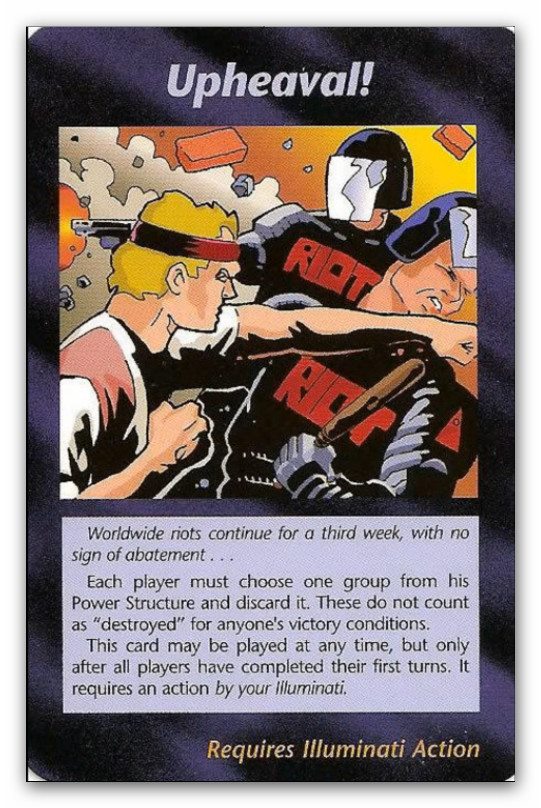 Upheaval!
RIOT
RIOT
Worldwide riots continue for a third week, with no
sign of abatement . . .
Each player must choose one group from his
Power Structure and discard it. These do not count
as "destroyed" for anyone's victory conditions.
This card may be played at any time, but only
after all players have completed their first turns. It
requires an action by your Illuminati.
Requires Illuminati Action